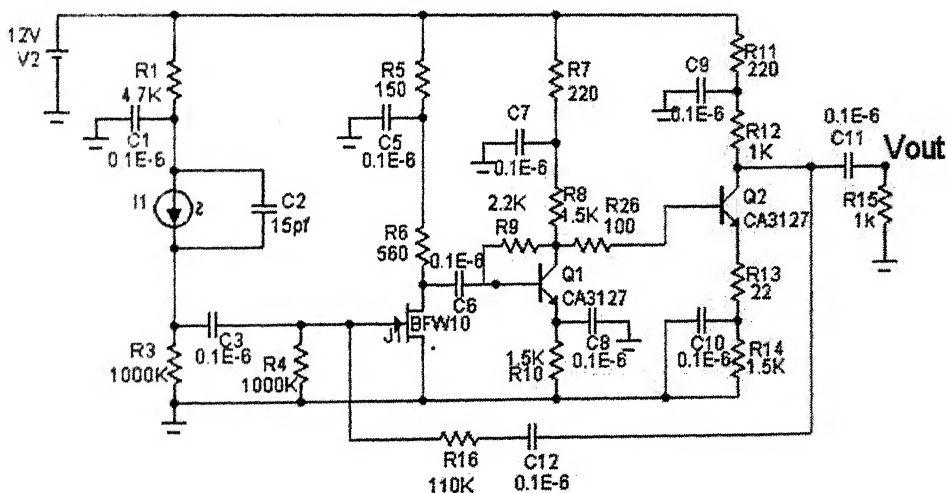 12V
V2
R1
4.7K
C1
0.1E-6
I1
C2
15pf
R3
1000K
C3
0.1E-6
R4
1000K
R5
150
C5
0.1E-6
R6
560
0.1E-6
C6
J1
BFW10
R7
220
C7
0.1E-6
2.2K
R9
R8
1.5K
R26
100
Q1
CA3127
1.5K
R10
C8
0.1E-6
R11
220
C9
0.1E-6
R12
1K
Q2
CA3127
R13
22
C10
0.1E-6
R14
1.5K
0.1E-6
C11
Vout
R15
1k
R16
110K
C12
0.1E-6